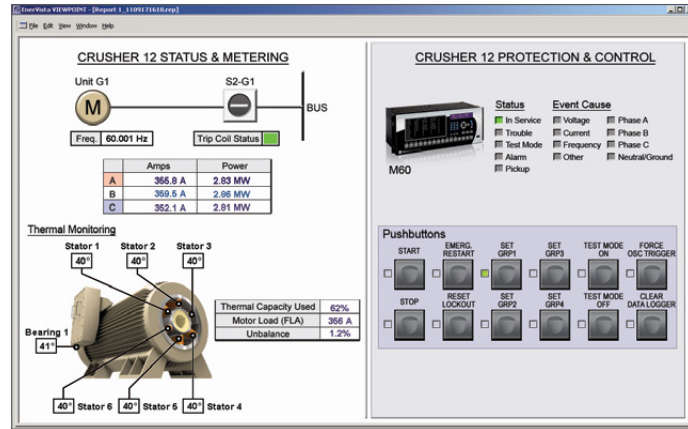 EnerVista VIEWPOINT - [Report 1_1109171618.rep]
File Edit View Window Help
CRUSHER 12 STATUS & METERING
Unit G1
S2-G1
M
BUS
Freq. 60.001 Hz
Trip Coil Status
Amps Power
A 355.8 A 2.83 MW
B 359.5 A 2.86 MW
C 352.1 A 2.81 MW
Thermal Monitoring
Stator 1 Stator 2 Stator 3
40° 40° 40°
Thermal Capacity Used 62%
Motor Load (FLA) 356 A
Unbalance 1.2%
Bearing 1
41°
40° Stator 6 40° Stator 5 40° Stator 4
CRUSHER 12 PROTECTION & CONTROL
M60
Status
In Service
Trouble
Test Mode
Alarm
Pickup
Event Cause
Voltage Phase A
Current Phase B
Frequency Phase C
Other Neutral/Ground
Pushbuttons
START
EMERG. RESTART
SET GRP1
SET GRP3
TEST MODE ON
FORCE OSC TRIGGER
STOP
RESET LOCKOUT
SET GRP2
SET GRP4
TEST MODE OFF
CLEAR DATA LOGGER